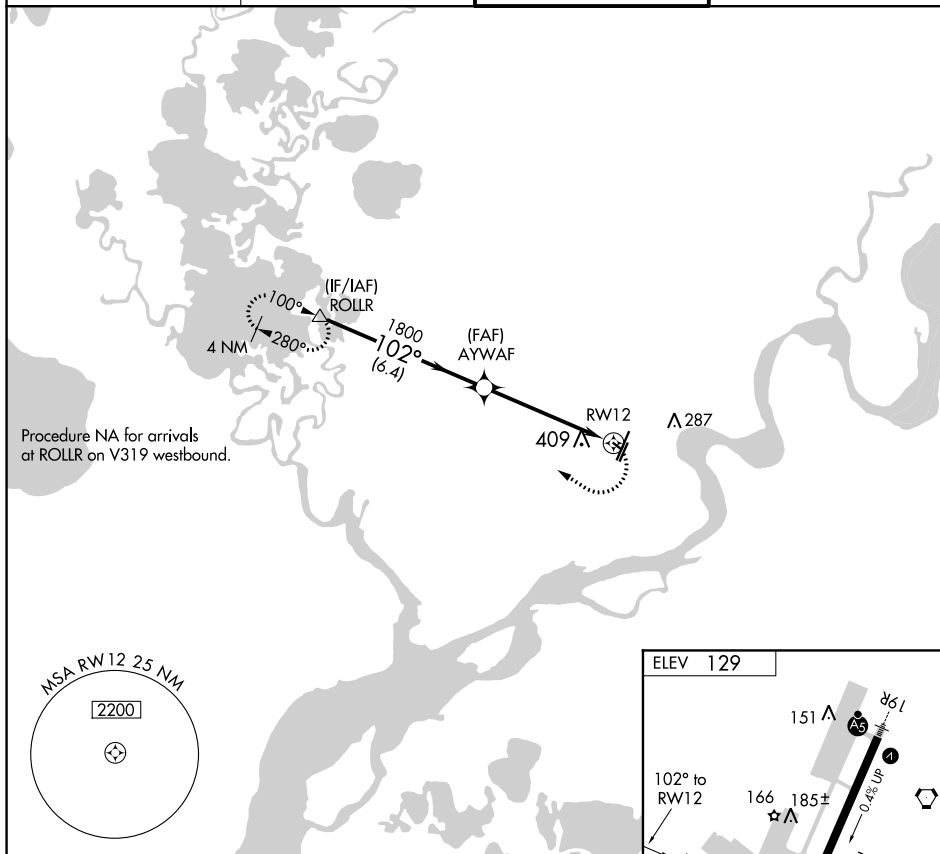 (IF/IAF)
ROLLR
100°
280°
4 NM
1800
102°
(6.4)
(FAF)
AYWAF
RW12
409
287
Procedure NA for arrivals
at ROLLR on V319 westbound.
MSA RW12 25 NM
2200
ELEV 129
19R
151
A5
0.4% UP
102° to
RW12
166
185±